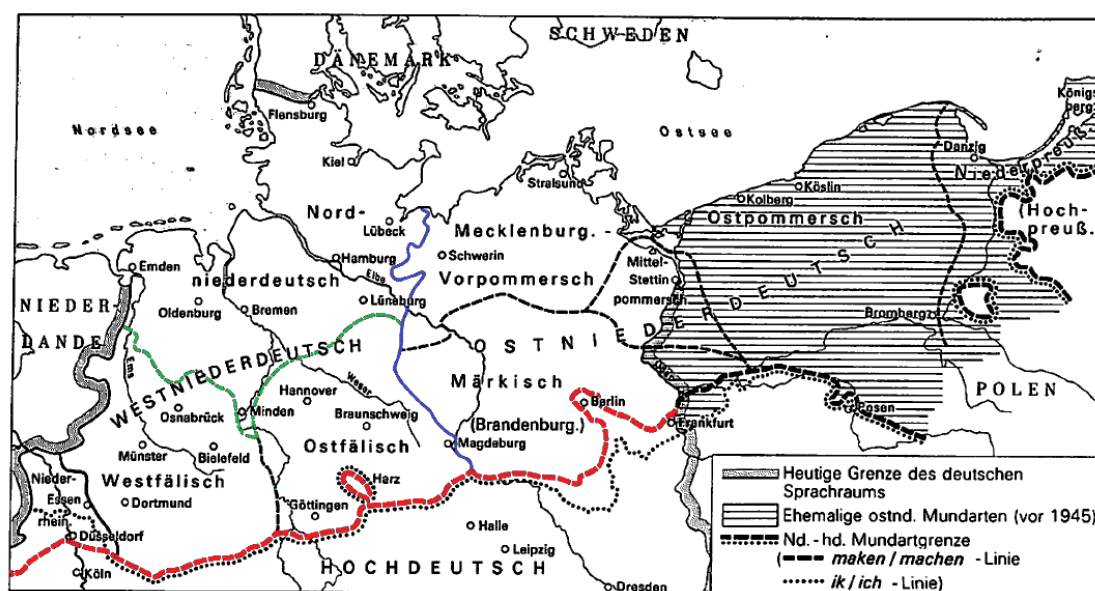 SCHWEDEN
DÄNEMARK
Königs-
berg
Flensburg
Nordsee
Ostsee
Danzig
Niederpreuß.
Kiel
Stralsund
Köslin
Kolberg
Ostpommersch
(Hoch-
preuß.
Nord-
Lübeck
Mecklenburg.-
Schwerin
Hamburg
Elbe
Vorpommersch
Mittel-
Stettin
pommersch
Emden
niederdeutsch
NIEDER-
LANDE
Oldenburg
Bremen
Lüneburg
Bromberg
OSTNIEDERDEUTSCH
WESTNIEDERDEUTSCH
Ems
Hannover
Weser
Märkisch
POLEN
Osnabrück
Minden
Braunschweig
Berlin
Posen
(Brandenburg.)
Frankfurt
Ostfälisch
Magdeburg
Münster
Bielefeld
Westfälisch
Nieder-
Essen
rhein.
Dortmund
Harz
Göttingen
Düsseldorf
Halle
Köln
Leipzig
HOCHDEUTSCH
Dresden
Heutige Grenze des deutschen
Sprachraums
Ehemalige ostnd. Mundarten (vor 1945)
Nd.-hd. Mundartgrenze
( maken / machen - Linie
ik / ich - Linie)